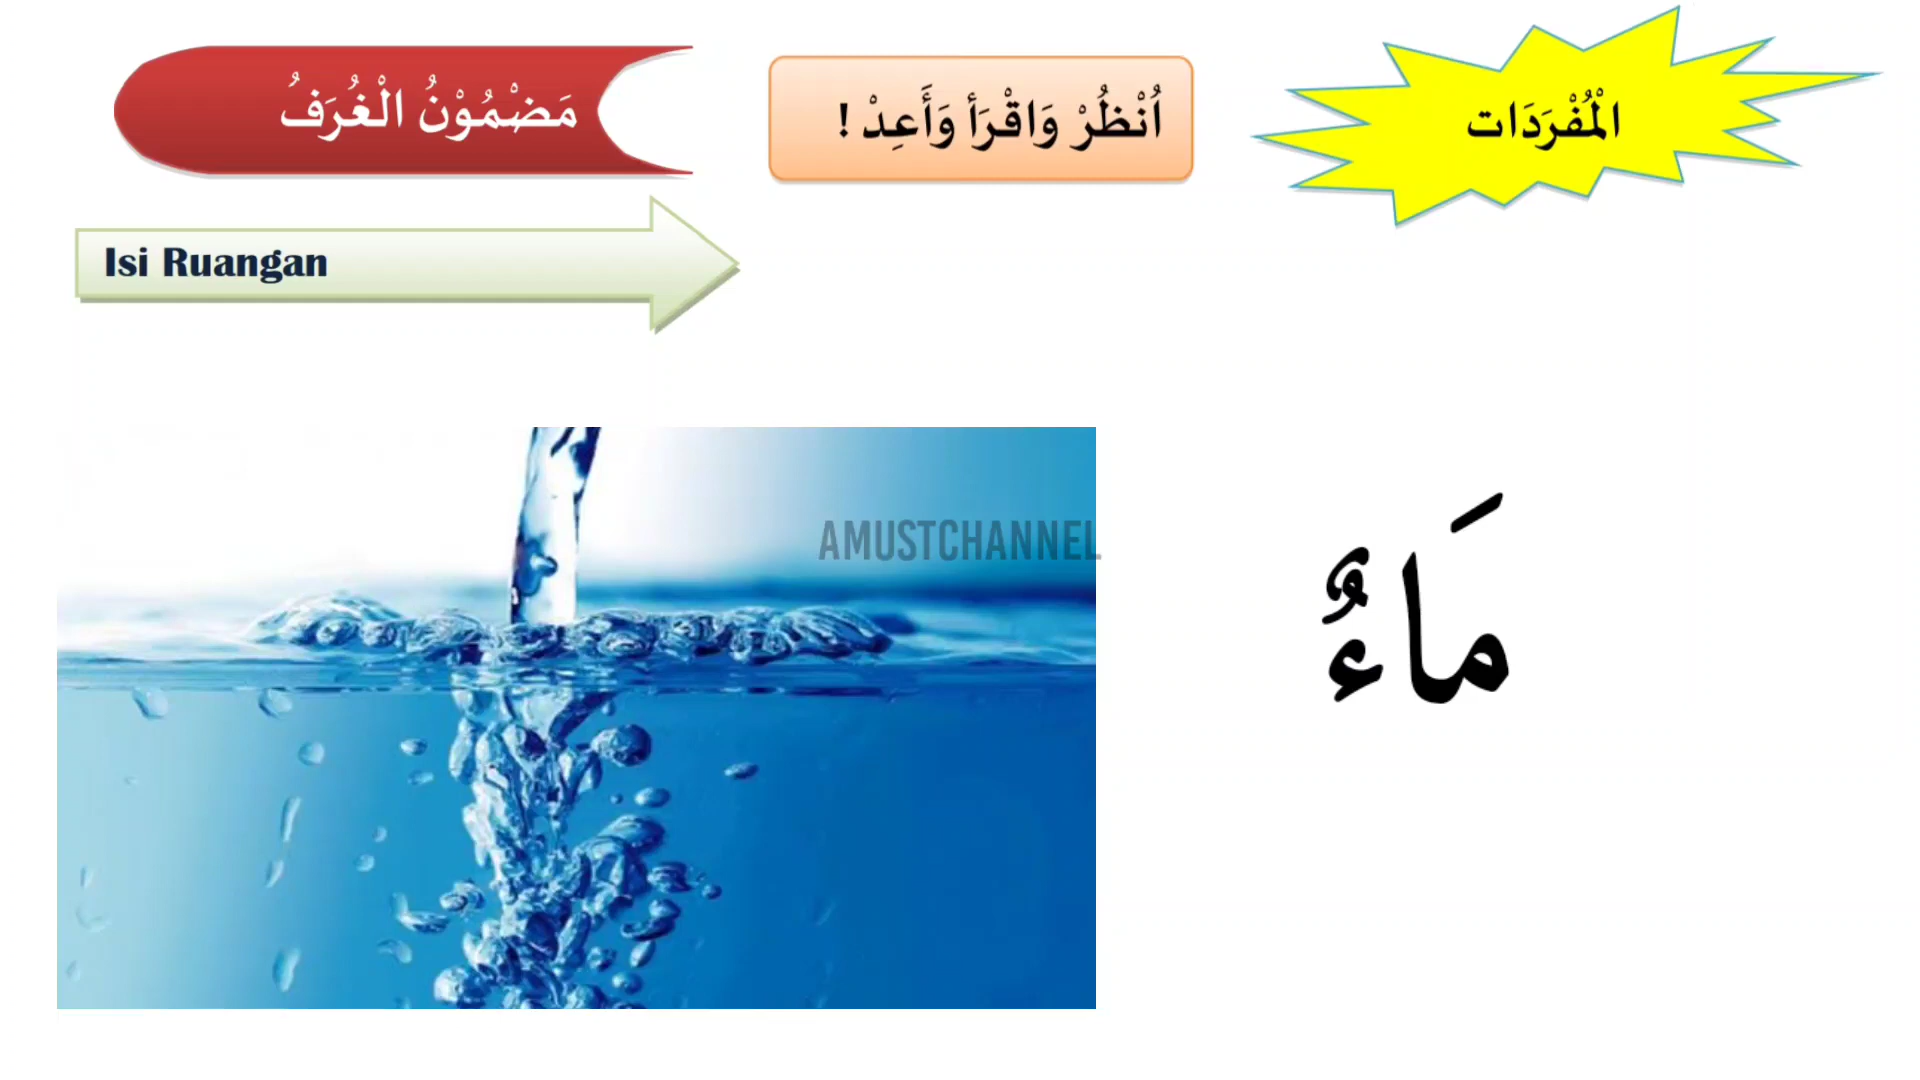 الْمُفْرَدَات
اُنْظُرْ وَاقْرَأْ وَأَعِدْ !
مَضْمُوْنُ الْغُرَفُ
Isi Ruangan
AMUSTCHANNEL
مَاءٌ